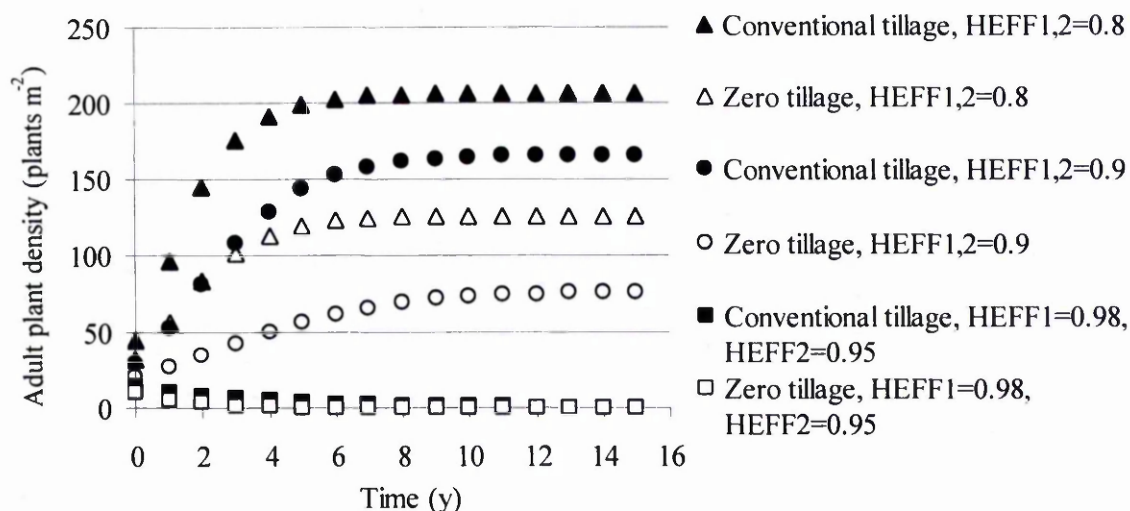 Adult plant density (plants m⁻²)
250
200
150
100
50
0
0 2 4 6 8 10 12 14 16
Time (y)
Conventional tillage, HEFF1,2=0.8
Zero tillage, HEFF1,2=0.8
Conventional tillage, HEFF1,2=0.9
Zero tillage, HEFF1,2=0.9
Conventional tillage, HEFF1=0.98,
HEFF2=0.95
Zero tillage, HEFF1=0.98,
HEFF2=0.95